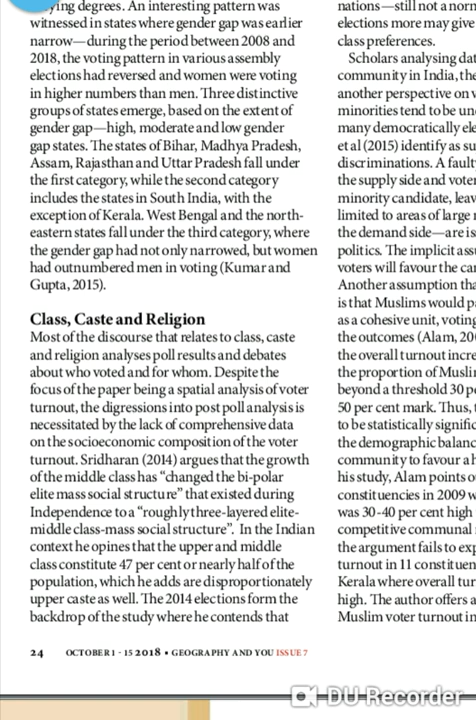 ying degrees. An interesting pattern was
witnessed in states where gender gap was earlier
narrow—during the period between 2008 and
2018, the voting pattern in various assembly
elections had reversed and women were voting
in higher numbers than men. Three distinctive
groups of states emerge, based on the extent of
gender gap—high, moderate and low gender
gap states. The states of Bihar, Madhya Pradesh,
Assam, Rajasthan and Uttar Pradesh fall under
the first category, while the second category
includes the states in South India, with the
exception of Kerala. West Bengal and the north-
eastern states fall under the third category, where
the gender gap had not only narrowed, but women
had outnumbered men in voting (Kumar and
Gupta, 2015).
Class, Caste and Religion
Most of the discourse that relates to class, caste
and religion analyses poll results and debates
about who voted and for whom. Despite the
focus of the paper being a spatial analysis of voter
turnout, the digressions into post poll analysis is
necessitated by the lack of comprehensive data
on the socioeconomic composition of the voter
turnout. Sridharan (2014) argues that the growth
of the middle class has “changed the bi-polar
elite mass social structure” that existed during
Independence to a “roughly three-layered elite-
middle class-mass social structure”. In the Indian
context he opines that the upper and middle
class constitute 47 per cent or nearly half of the
population, which he adds are disproportionately
upper caste as well. The 2014 elections form the
backdrop of the study where he contends that
nations—still not a norm
elections more may give
class preferences.
Scholars analysing dat
community in India, the
another perspective on v
minorities tend to be un
many democratically ele
et al (2015) identify as su
discriminations. A fault
the supply side and vote
minority candidate, leav
limited to areas of large
the demand side—are is
politics. The implicit ass
voters will favour the ca
Another assumption tha
is that Muslims would p
as a cohesive unit, voting
the outcomes (Alam, 20
the overall turnout incre
the proportion of Musli
beyond a threshold 30 p
50 per cent mark. Thus,
to be statistically signific
the demographic balanc
community to favour a h
his study, Alam points o
constituencies in 2009 w
was 30-40 per cent high
competitive communal
the argument fails to exp
turnout in 11 constituen
Kerala where overall tur
high. The author offers a
Muslim voter turnout in
24 OCTOBER 1 - 15 2018 • GEOGRAPHY AND YOU ISSUE 7
DU Recorder